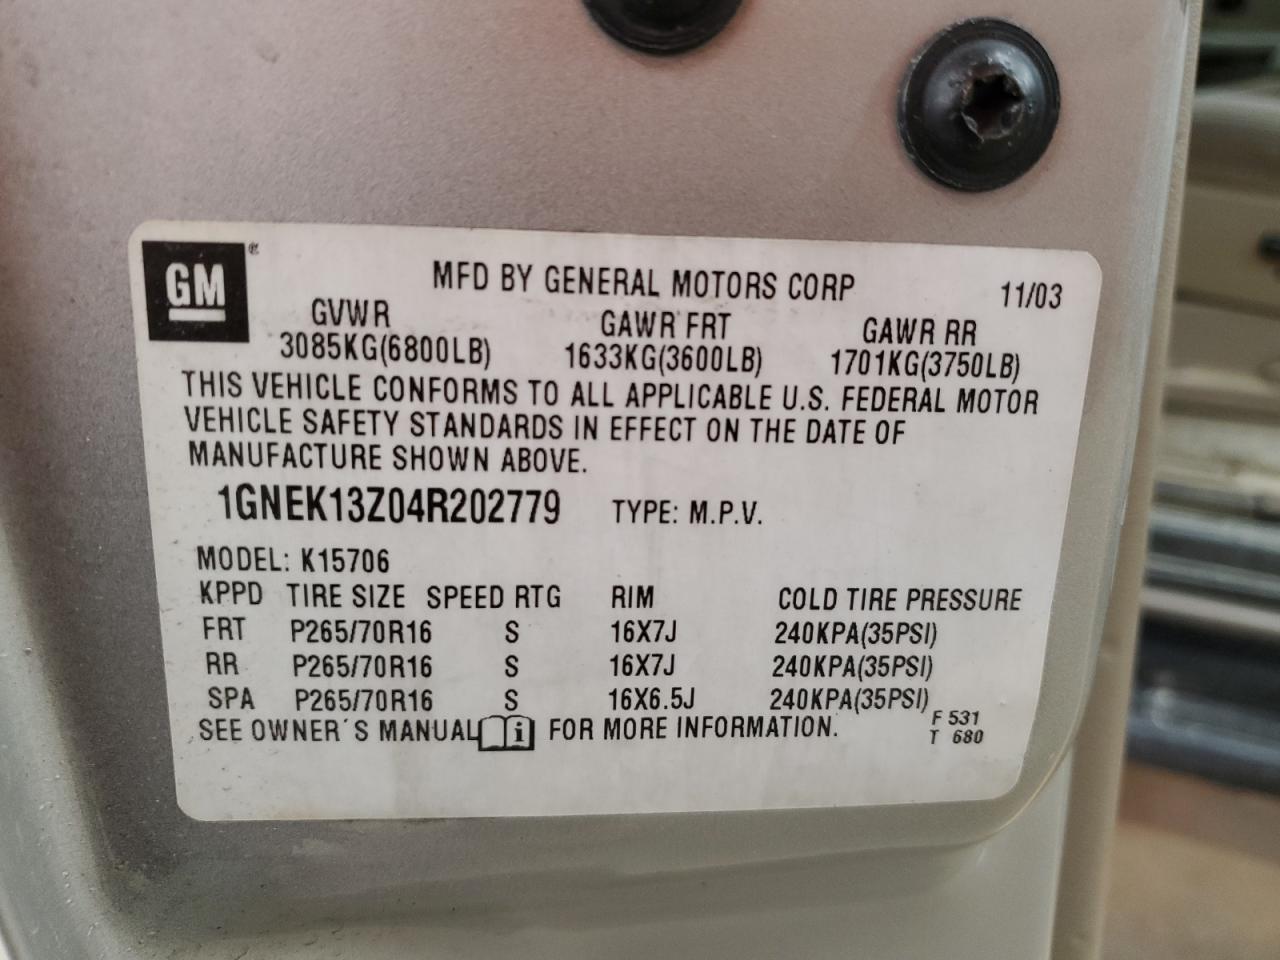 GM®
MFD BY GENERAL MOTORS CORP 11/03
GVWR GAWR FRT GAWR RR
3085KG(6800LB) 1633KG(3600LB) 1701KG(3750LB)
THIS VEHICLE CONFORMS TO ALL APPLICABLE U.S. FEDERAL MOTOR
VEHICLE SAFETY STANDARDS IN EFFECT ON THE DATE OF
MANUFACTURE SHOWN ABOVE.
1GNEK13Z04R202779 TYPE: M.P.V.
MODEL: K15706
KPPD TIRE SIZE SPEED RTG RIM COLD TIRE PRESSURE
FRT P265/70R16 S 16X7J 240KPA(35PSI)
RR P265/70R16 S 16X7J 240KPA(35PSI)
SPA P265/70R16 S 16X6.5J 240KPA(35PSI)
SEE OWNER´S MANUAL i FOR MORE INFORMATION.
F 531
T 680